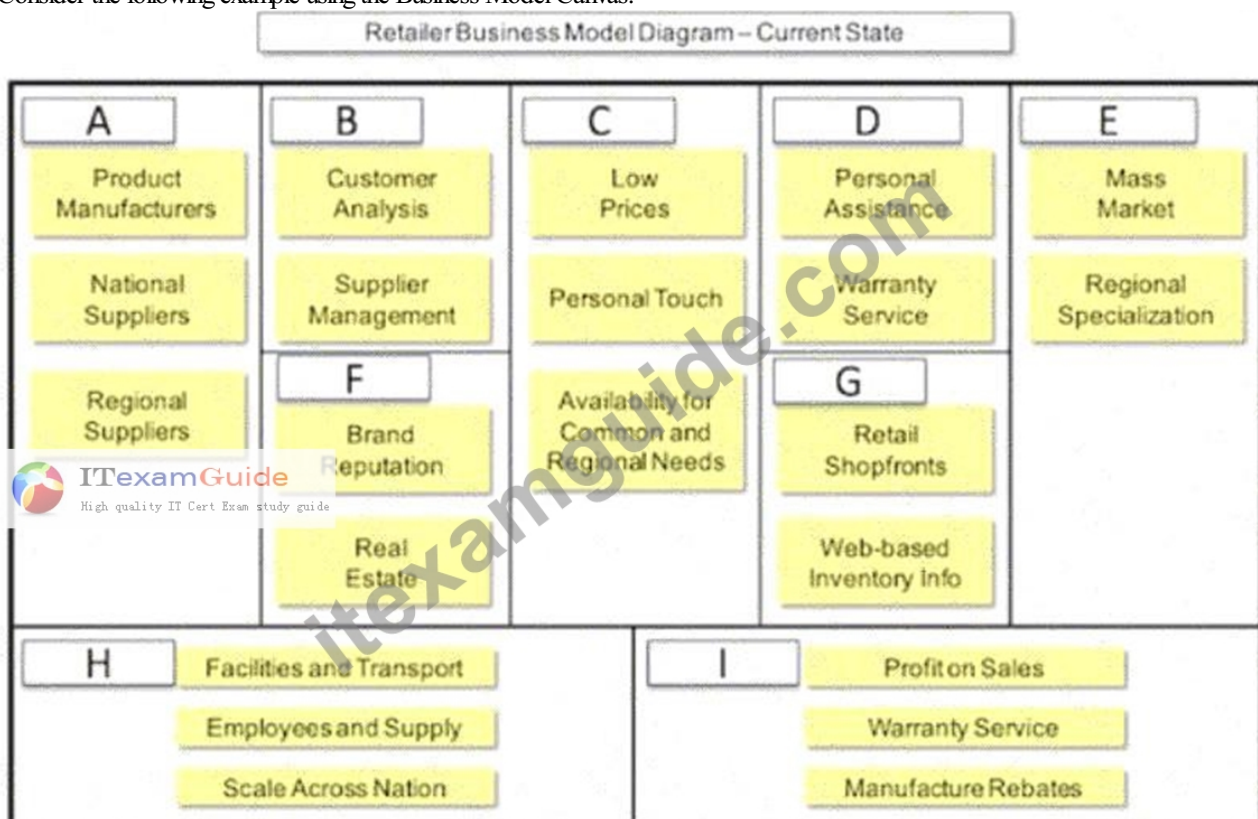 Consider the following example using the Business Model Canvas.
Retailer Business Model Diagram – Current State
A
Product
Manufacturers
National
Suppliers
Regional
Suppliers
B
Customer
Analysis
Supplier
Management
F
Brand
Reputation
Real
Estate
C
Low
Prices
Personal Touch
Availability for
Common and
Regional Needs
D
Personal
Assistance
Warranty
Service
G
Retail
Shopfronts
Web-based
Inventory Info
E
Mass
Market
Regional
Specialization
H
Facilities and Transport
Employees and Supply
Scale Across Nation
I
Profit on Sales
Warranty Service
Manufacture Rebates
ITexamGuide
High quality IT Cert Exam study guide
itexamguide.com